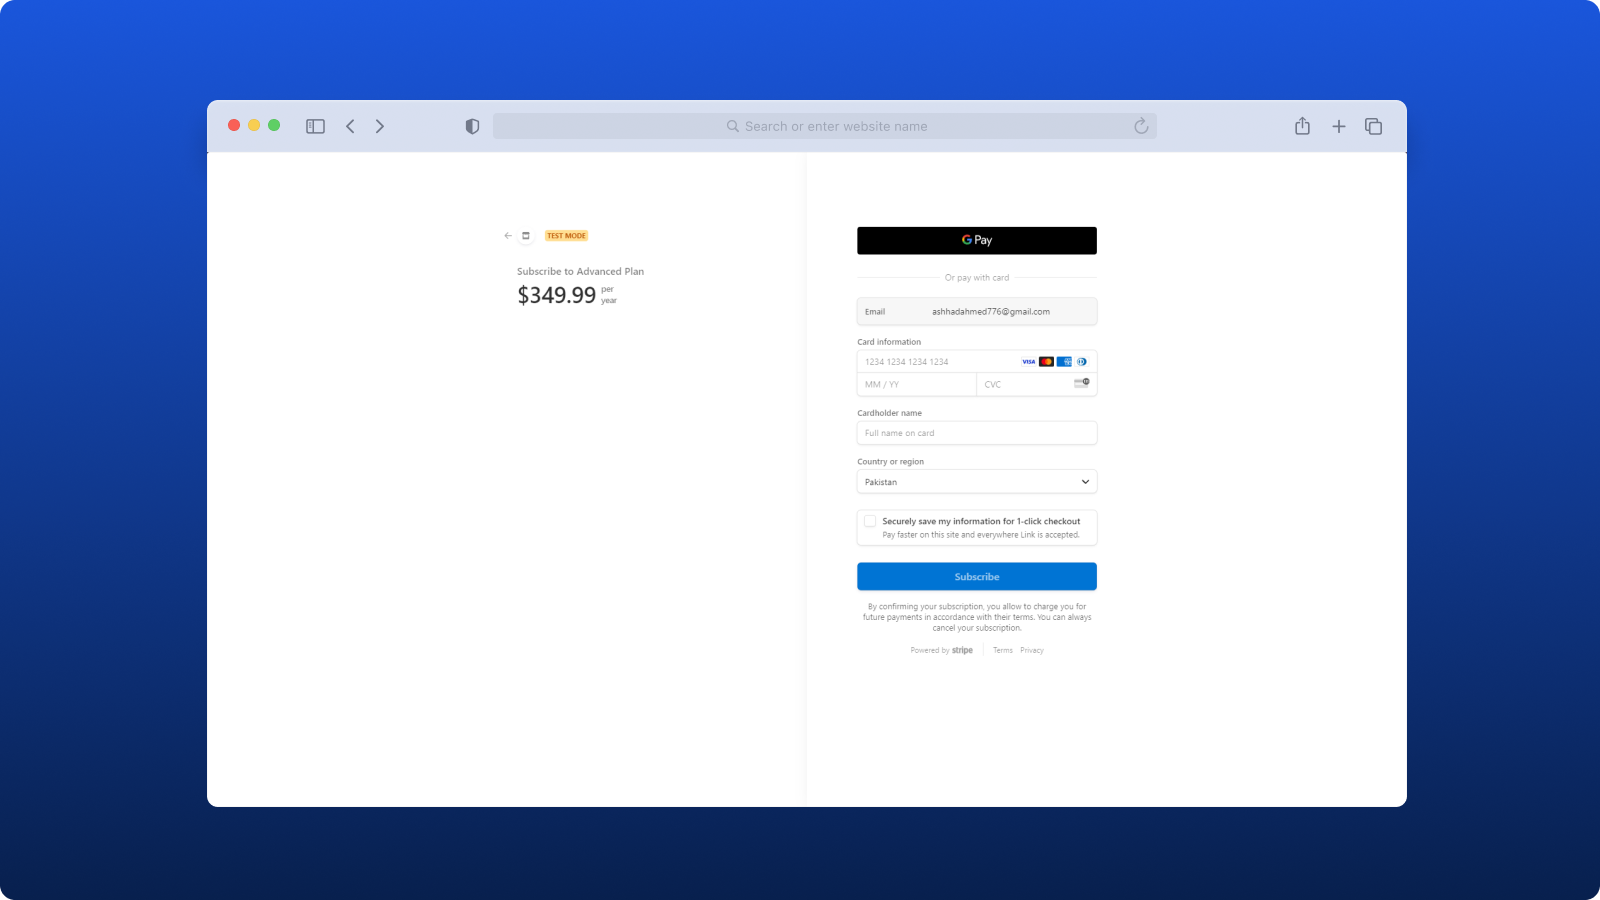 Search or enter website name
TEST MODE
Subscribe to Advanced Plan
$349.99 per
year
G Pay
Or pay with card
Email ashhadahmed776@gmail.com
Card information
1234 1234 1234 1234 VISA
MM / YY CVC
Cardholder name
Full name on card
Country or region
Pakistan
Securely save my information for 1-click checkout
Pay faster on this site and everywhere Link is accepted.
Subscribe
By confirming your subscription, you allow to charge you for
future payments in accordance with their terms. You can always
cancel your subscription.
Powered by stripe Terms Privacy